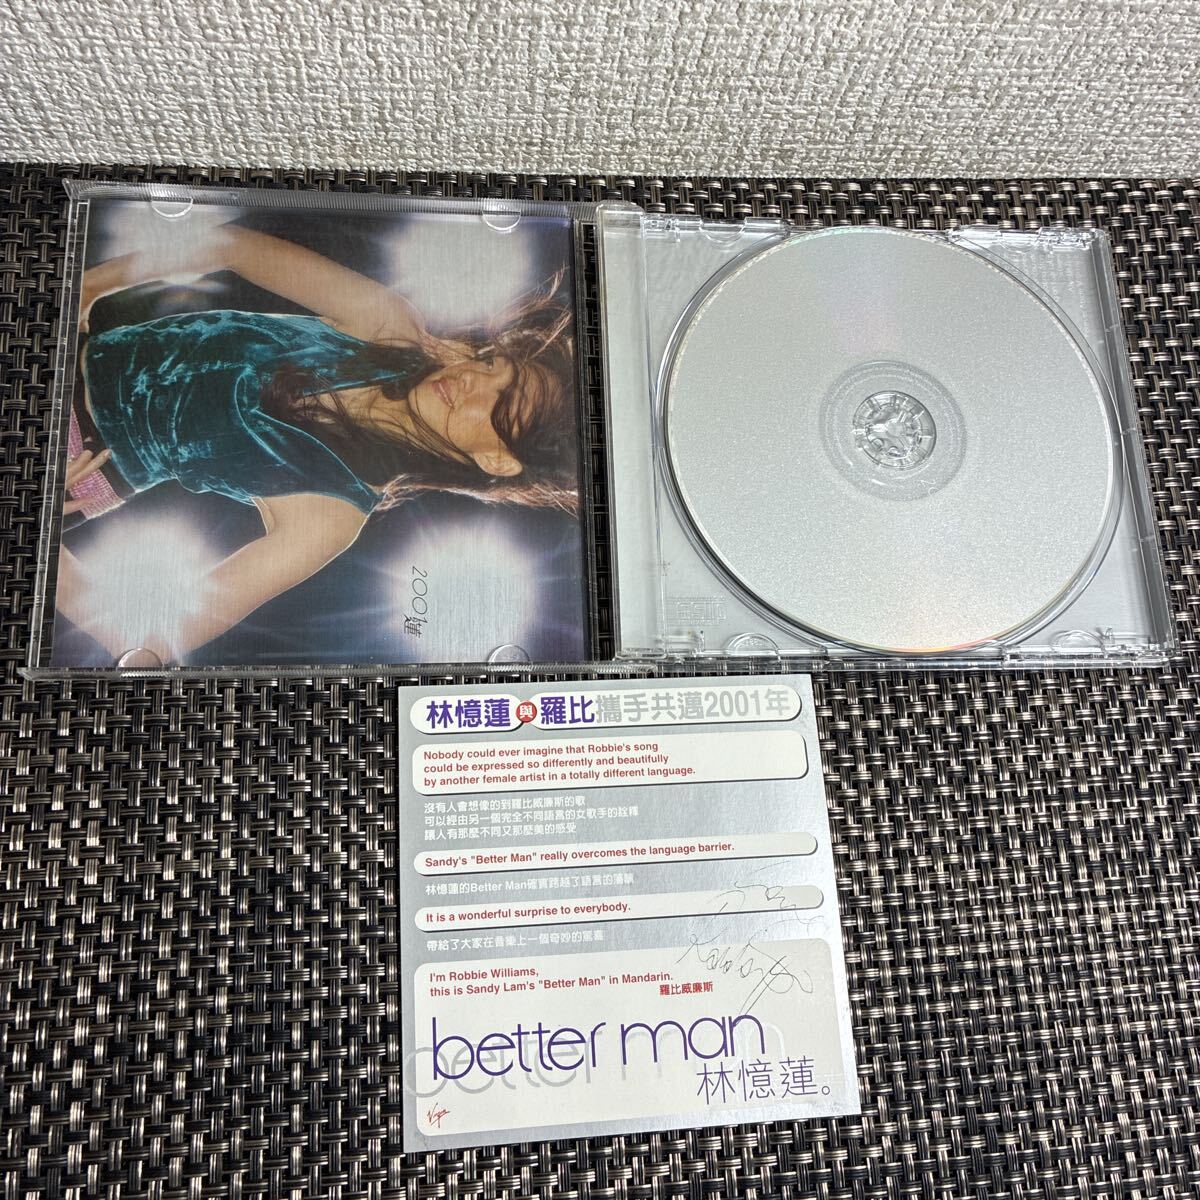 2001蓮
林憶蓮與羅比攜手共邁2001年
Nobody could ever imagine that Robbie's song
could be expressed so differently and beautifully
by another female artist in a totally different language.
沒有人會想像的到羅比威廉斯的歌
可以經由另一個完全不同語言的女歌手的詮釋
讓人有那麼不同又那麼美的感受
Sandy's "Better Man" really overcomes the language barrier.
林憶蓮的Better Man確實跨越了語言的藩籬
It is a wonderful surprise to everybody.
帶給了大家在音樂上一個奇妙的驚喜
I'm Robbie Williams,
this is Sandy Lam's "Better Man" in Mandarin.
羅比威廉斯
better man
林憶蓮。
Virgin